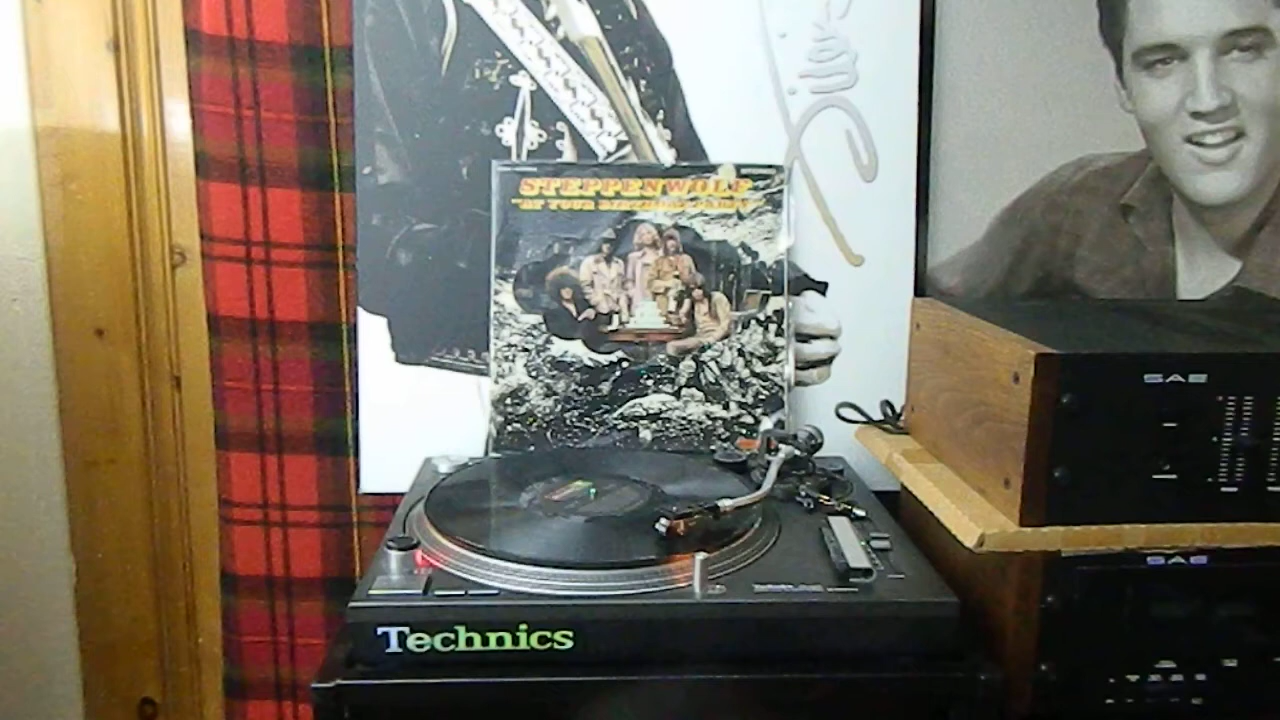 STEPPENWOLF
"AT YOUR BIRTHDAY PARTY"
SAE
SAE
Technics